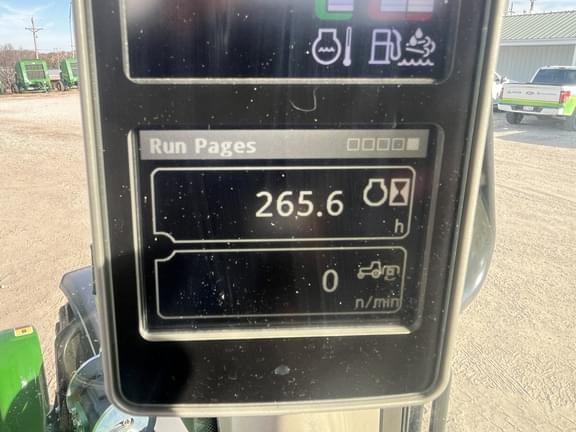 Run Pages
265.6
h
0
n/min